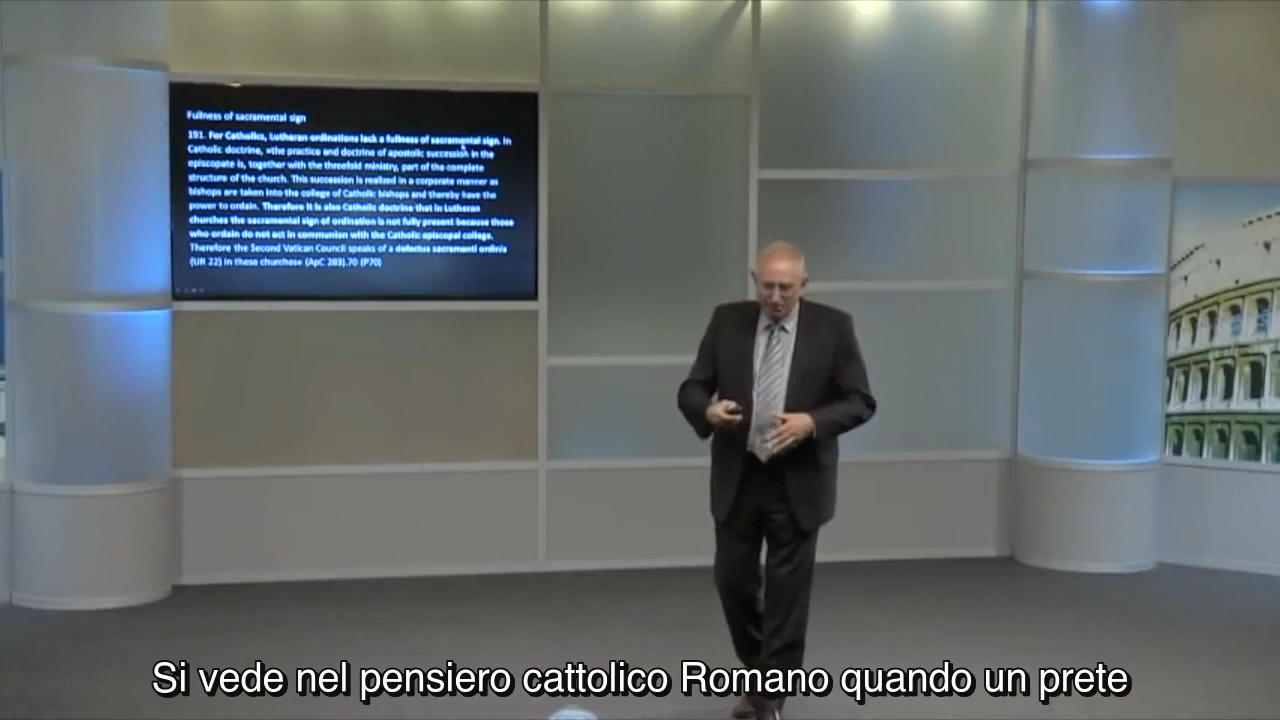 Fullness of sacramental sign
191. For Catholics, Lutheran ordinations lack a fullness of sacramental sign. In
Catholic doctrine, »the practice and doctrine of apostolic succession in the
episcopate is, together with the threefold ministry, part of the complete
structure of the church. This succession is realized in a corporate manner as
bishops are taken into the college of Catholic bishops and thereby have the
power to ordain. Therefore it is also Catholic doctrine that in Lutheran
churches the sacramental sign of ordination is not fully present because those
who ordain do not act in communion with the Catholic episcopal college.
Therefore the Second Vatican Council speaks of a defectus sacramenti ordinis
(UR 22) in these churches« (ApC 283).70 (P70)
Si vede nel pensiero cattolico Romano quando un prete